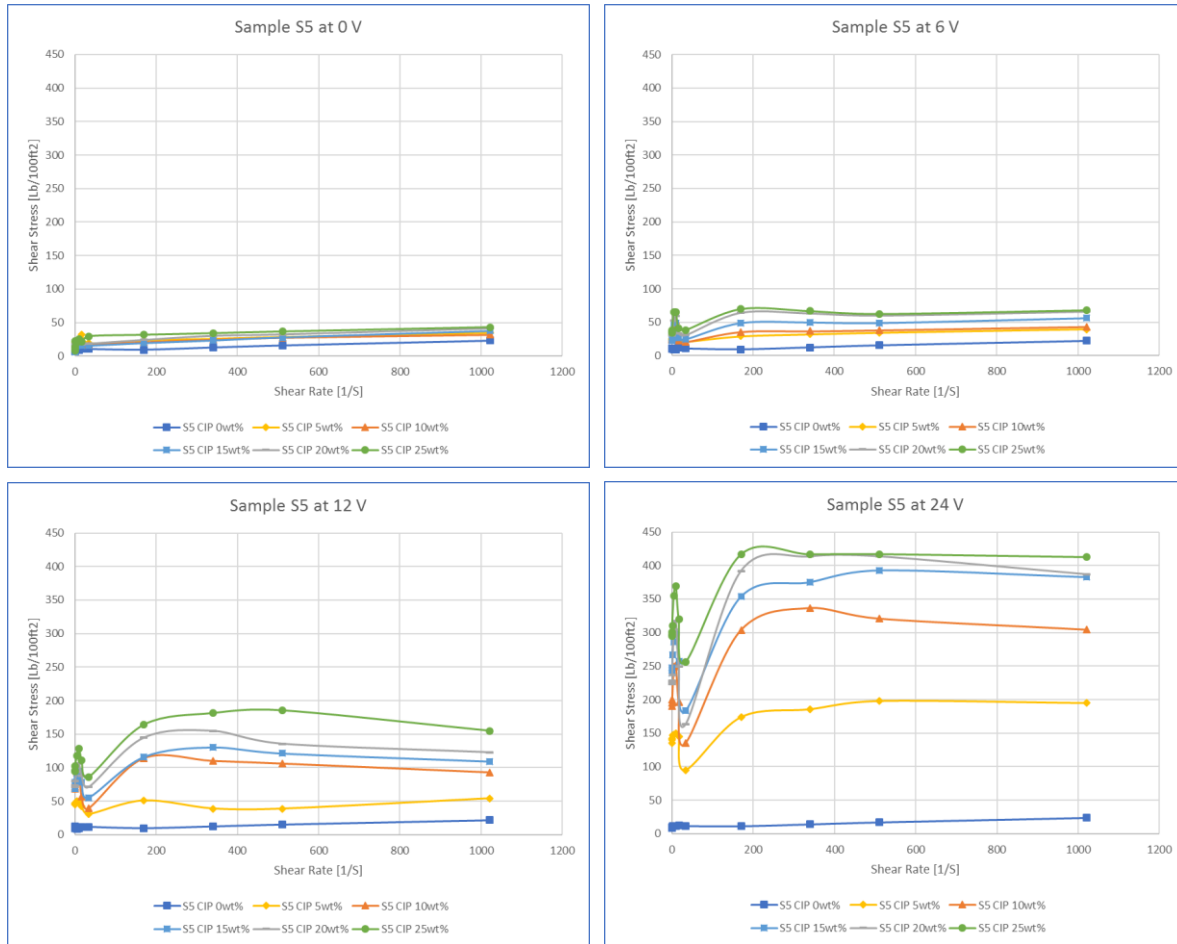 Sample S5 at 0 V
450
400
350
300
250
200
150
100
50
0
Shear Stress [Lb/100ft2]
0 200 400 600 800 1000 1200
Shear Rate [1/S]
S5 CIP 0wt% S5 CIP 5wt% S5 CIP 10wt%
S5 CIP 15wt% S5 CIP 20wt% S5 CIP 25wt%
Sample S5 at 6 V
450
400
350
300
250
200
150
100
50
0
Shear Stress [Lb/100ft2]
0 200 400 600 800 1000 1200
Shear Rate [1/S]
S5 CIP 0wt% S5 CIP 5wt% S5 CIP 10wt%
S5 CIP 15wt% S5 CIP 20wt% S5 CIP 25wt%
Sample S5 at 12 V
450
400
350
300
250
200
150
100
50
0
Shear Stress [Lb/100ft2]
0 200 400 600 800 1000 1200
Shear Rate [1/S]
S5 CIP 0wt% S5 CIP 5wt% S5 CIP 10wt%
S5 CIP 15wt% S5 CIP 20wt% S5 CIP 25wt%
Sample S5 at 24 V
450
400
350
300
250
200
150
100
50
0
Shear Stress [Lb/100ft2]
0 200 400 600 800 1000 1200
Shear Rate [1/S]
S5 CIP 0wt% S5 CIP 5wt% S5 CIP 10wt%
S5 CIP 15wt% S5 CIP 20wt% S5 CIP 25wt%